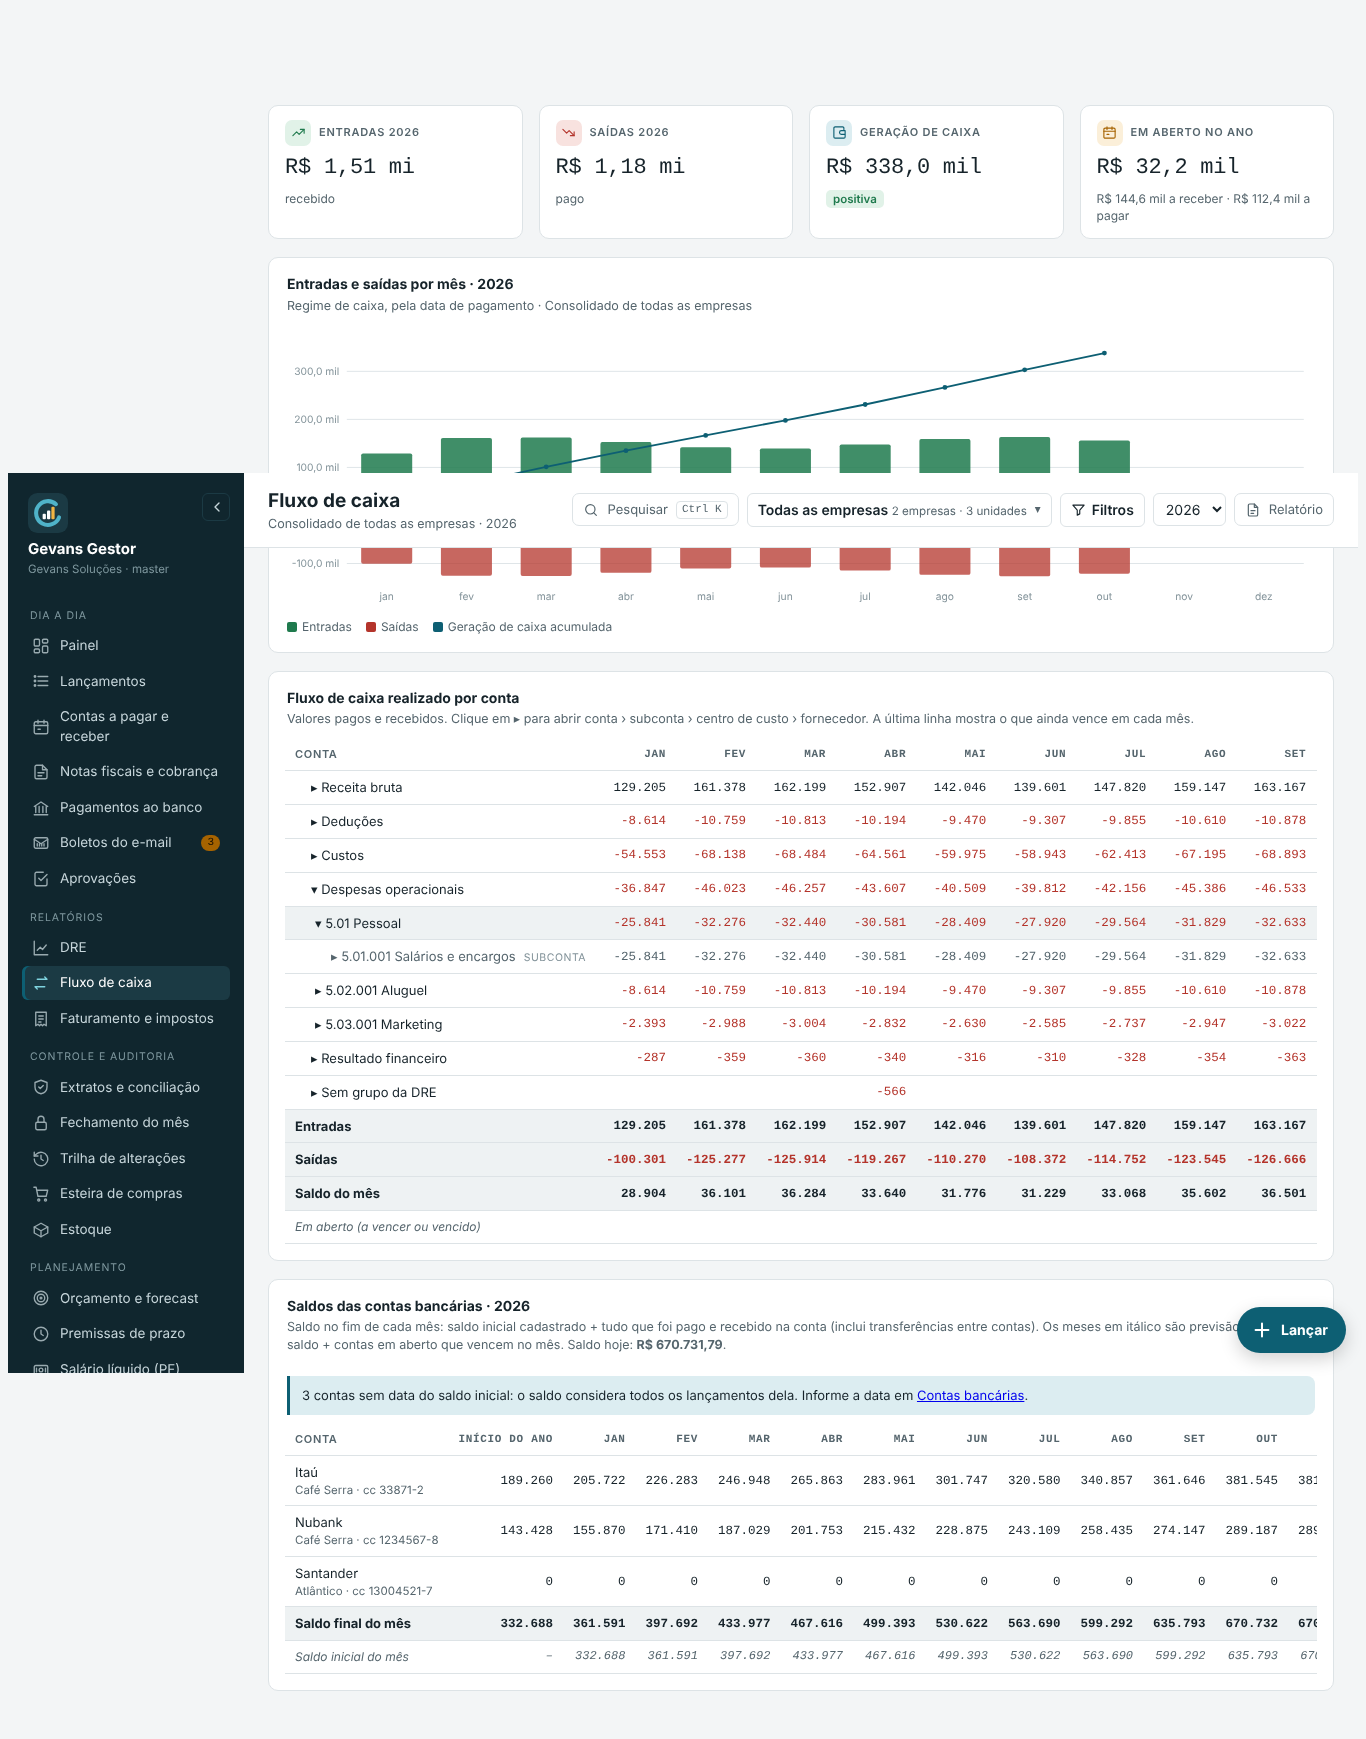 ENTRADAS 2026
R$ 1,51 mi
recebido
SAÍDAS 2026
R$ 1,18 mi
pago
GERAÇÃO DE CAIXA
R$ 338,0 mil
positiva
EM ABERTO NO ANO
R$ 32,2 mil
R$ 144,6 mil a receber · R$ 112,4 mil a
pagar
Entradas e saídas por mês · 2026
Regime de caixa, pela data de pagamento · Consolidado de todas as empresas
300,0 mil
200,0 mil
100,0 mil
Gevans Gestor
Gevans Soluções · master
DIA A DIA
Painel
Lançamentos
Contas a pagar e
receber
Notas fiscais e cobrança
Pagamentos ao banco
Boletos do e-mail 3
Aprovações
RELATÓRIOS
DRE
Fluxo de caixa
Faturamento e impostos
CONTROLE E AUDITORIA
Extratos e conciliação
Fechamento do mês
Trilha de alterações
Esteira de compras
Estoque
PLANEJAMENTO
Orçamento e forecast
Premissas de prazo
Salário líquido (PF)
Fluxo de caixa
Consolidado de todas as empresas · 2026
Pesquisar Ctrl K
Todas as empresas 2 empresas · 3 unidades ▾
Filtros
2026
Relatório
-100,0 mil
jan fev mar abr mai jun jul ago set out nov dez
Entradas Saídas Geração de caixa acumulada
Fluxo de caixa realizado por conta
Valores pagos e recebidos. Clique em ▸ para abrir conta › subconta › centro de custo › fornecedor. A última linha mostra o que ainda vence em cada mês.
CONTA JAN FEV MAR ABR MAI JUN JUL AGO SET
▸ Receita bruta 129.205 161.378 162.199 152.907 142.046 139.601 147.820 159.147 163.167
▸ Deduções -8.614 -10.759 -10.813 -10.194 -9.470 -9.307 -9.855 -10.610 -10.878
▸ Custos -54.553 -68.138 -68.484 -64.561 -59.975 -58.943 -62.413 -67.195 -68.893
▾ Despesas operacionais -36.847 -46.023 -46.257 -43.607 -40.509 -39.812 -42.156 -45.386 -46.533
▾ 5.01 Pessoal -25.841 -32.276 -32.440 -30.581 -28.409 -27.920 -29.564 -31.829 -32.633
▸ 5.01.001 Salários e encargos SUBCONTA -25.841 -32.276 -32.440 -30.581 -28.409 -27.920 -29.564 -31.829 -32.633
▸ 5.02.001 Aluguel -8.614 -10.759 -10.813 -10.194 -9.470 -9.307 -9.855 -10.610 -10.878
▸ 5.03.001 Marketing -2.393 -2.988 -3.004 -2.832 -2.630 -2.585 -2.737 -2.947 -3.022
▸ Resultado financeiro -287 -359 -360 -340 -316 -310 -328 -354 -363
▸ Sem grupo da DRE -566
Entradas 129.205 161.378 162.199 152.907 142.046 139.601 147.820 159.147 163.167
Saídas -100.301 -125.277 -125.914 -119.267 -110.270 -108.372 -114.752 -123.545 -126.666
Saldo do mês 28.904 36.101 36.284 33.640 31.776 31.229 33.068 35.602 36.501
Em aberto (a vencer ou vencido)
Saldos das contas bancárias · 2026
Saldo no fim de cada mês: saldo inicial cadastrado + tudo que foi pago e recebido na conta (inclui transferências entre contas). Os meses em itálico são previsão
saldo + contas em aberto que vencem no mês. Saldo hoje: R$ 670.731,79.
Lançar
3 contas sem data do saldo inicial: o saldo considera todos os lançamentos dela. Informe a data em Contas bancárias.
CONTA INÍCIO DO ANO JAN FEV MAR ABR MAI JUN JUL AGO SET OUT
Itaú
Café Serra · cc 33871-2
189.260 205.722 226.283 246.948 265.863 283.961 301.747 320.580 340.857 361.646 381.545 381
Nubank
Café Serra · cc 1234567-8
143.428 155.870 171.410 187.029 201.753 215.432 228.875 243.109 258.435 274.147 289.187 289
Santander
Atlântico · cc 13004521-7
0 0 0 0 0 0 0 0 0 0 0
Saldo final do mês 332.688 361.591 397.692 433.977 467.616 499.393 530.622 563.690 599.292 635.793 670.732 670
Saldo inicial do mês – 332.688 361.591 397.692 433.977 467.616 499.393 530.622 563.690 599.292 635.793 670